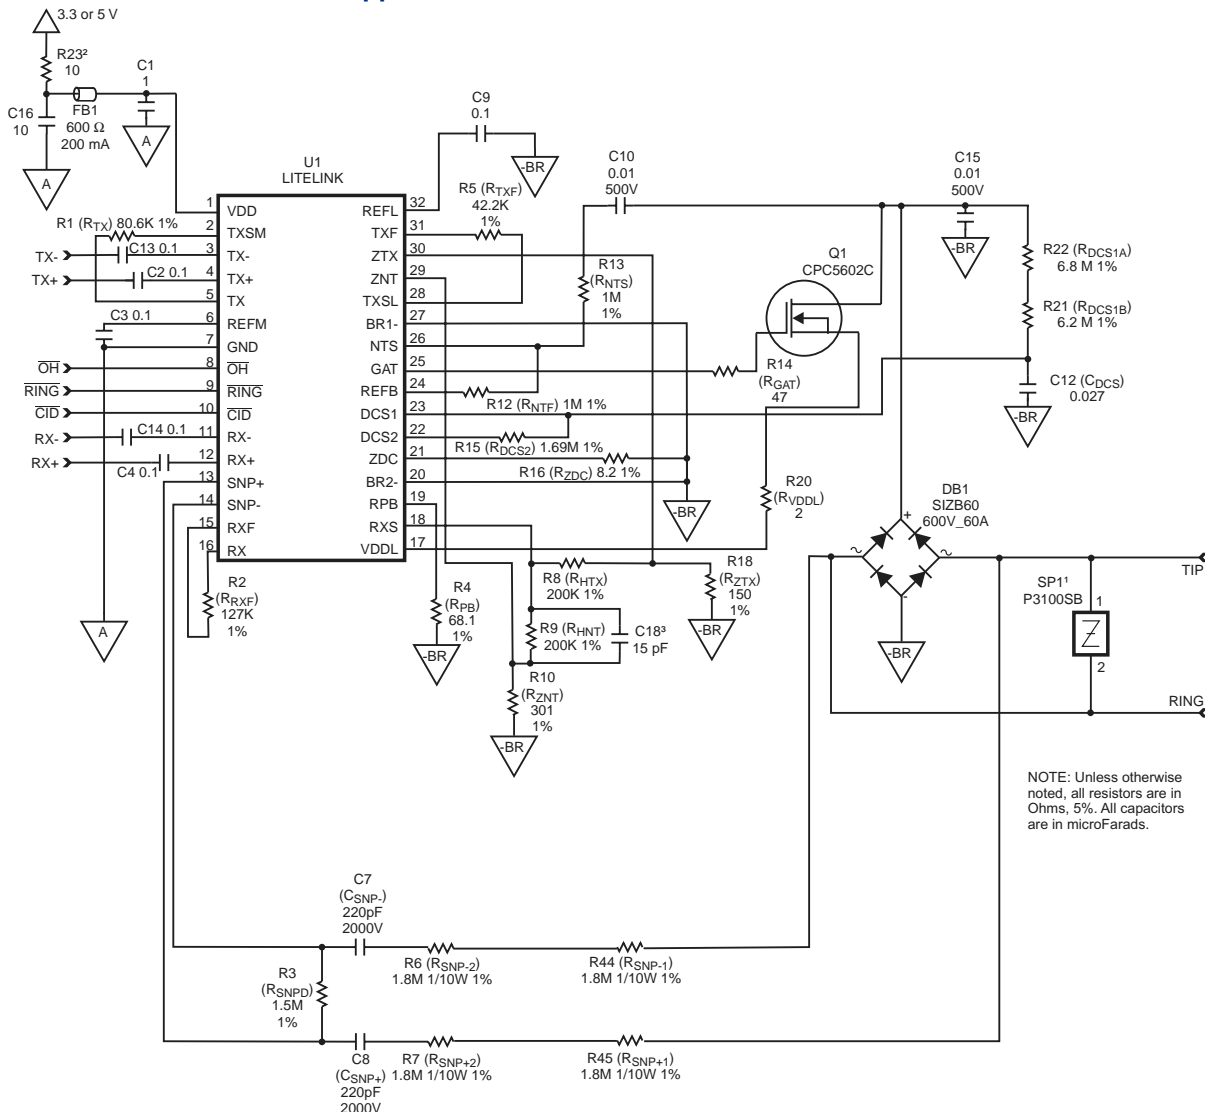 3.3 or 5 V
R23²
10
C1
1
C16
10
FB1
600 Ω
200 mA
A
A
C9
0.1
-BR
U1
LITELINK
R5 (RTXF)
42.2K
1%
C10
0.01
500V
C15
0.01
500V
-BR
1 VDD
2 TXSM
3 TX-
4 TX+
5 TX
6 REFM
7 GND
8 OH
9 RING
10 CID
11 RX-
12 RX+
13 SNP+
14 SNP-
15 RXF
16 RX
REFL 32
TXF 31
ZTX 30
ZNT 29
TXSL 28
BR1- 27
NTS 26
GAT 25
REFB 24
DCS1 23
DCS2 22
ZDC 21
BR2- 20
RPB 19
RXS 18
VDDL 17
R1 (RTX) 80.6K 1%
TX-
C13 0.1
TX+
C2 0.1
C3 0.1
OH
RING
CID
RX-
C14 0.1
RX+
C4 0.1
R2
(RRXF)
127K
1%
A
R13
(RNTS)
1M
1%
Q1
CPC5602C
R22 (RDCS1A)
6.8 M 1%
R21 (RDCS1B)
6.2 M 1%
C12 (CDCS)
0.027
-BR
R14
(RGAT)
47
R12 (RNTF) 1M 1%
R15 (RDCS2) 1.69M 1%
R16 (RZDC) 8.2 1%
-BR
R20
(RVDDL)
2
DB1
SIZB60
600V_60A
+
~
~
-
-BR
R8 (RHTX)
200K 1%
R18
(RZTX)
150
1%
-BR
R4
(RPB)
68.1
1%
-BR
R9 (RHNT)
200K 1%
C18³
15 pF
R10
(RZNT)
301
1%
-BR
TIP
SP1¹
P3100SB
1
2
RING
NOTE: Unless otherwise
noted, all resistors are in
Ohms, 5%. All capacitors
are in microFarads.
C7
(CSNP-)
220pF
2000V
R6 (RSNP-2)
1.8M 1/10W 1%
R44 (RSNP-1)
1.8M 1/10W 1%
R3
(RSNPD)
1.5M
1%
C8
(CSNP+)
220pF
2000V
R7 (RSNP+2)
1.8M 1/10W 1%
R45 (RSNP+1)
1.8M 1/10W 1%